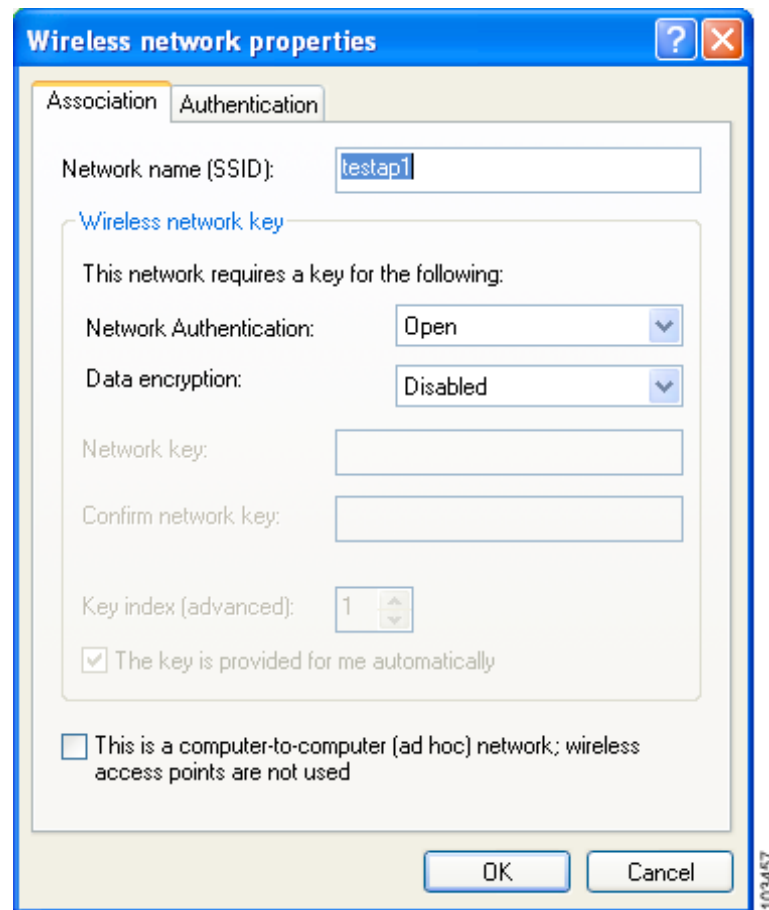 Wireless network properties
Association
Authentication
Network name (SSID):
testap1
Wireless network key
This network requires a key for the following:
Network Authentication:
Open
Data encryption:
Disabled
Network key:
Confirm network key:
Key index (advanced):
1
The key is provided for me automatically
This is a computer-to-computer (ad hoc) network; wireless
access points are not used
OK
Cancel
103457